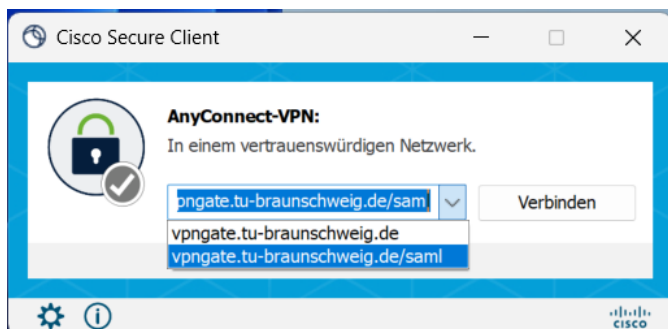 Cisco Secure Client
AnyConnect-VPN:
In einem vertrauenswürdigen Netzwerk.
pngate.tu-braunschweig.de/saml
Verbinden
vpngate.tu-braunschweig.de
vpngate.tu-braunschweig.de/saml
CISCO